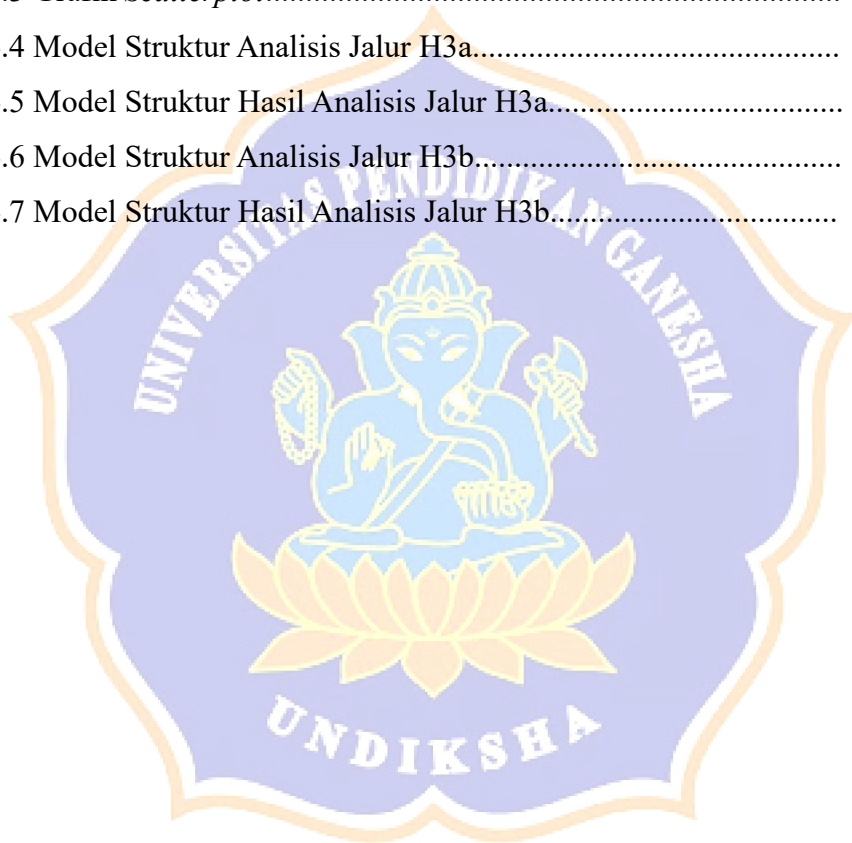 .4 Model Struktur Analisis Jalur H3a.............................................
.5 Model Struktur Hasil Analisis Jalur H3a...................................
.6 Model Struktur Analisis Jalur H3b.............................................
.7 Model Struktur Hasil Analisis Jalur H3b...................................
UNIVERSITAS PENDIDIKAN GANESHA
UNDIKSHA